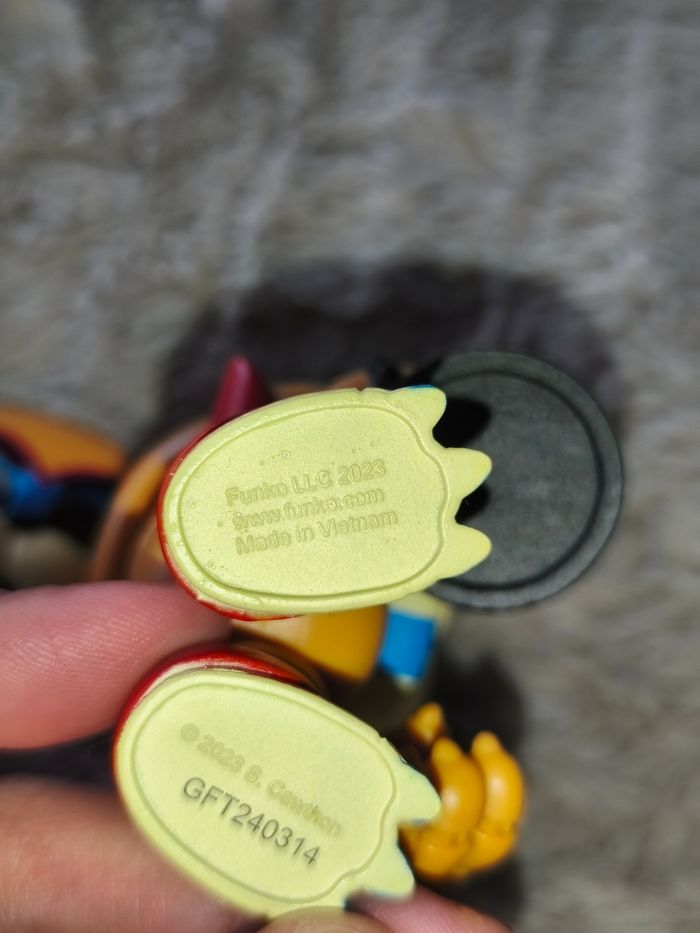 Funko LLC 2023
www.funko.com
Made in Vietnam
© 2023 S. Cawthon
GFT240314